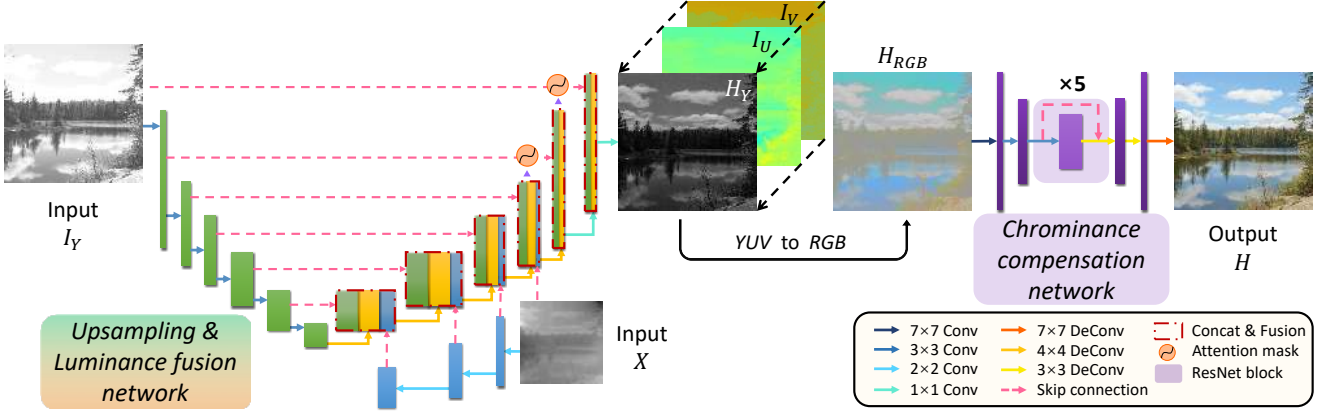 Input
I_Y
Upsampling &
Luminance fusion
network
Input
X
I_V
I_U
H_Y
YUV to RGB
H_RGB
×5
Chrominance
compensation
network
Output
H
7×7 Conv
3×3 Conv
2×2 Conv
1×1 Conv
7×7 DeConv
4×4 DeConv
3×3 DeConv
Skip connection
Concat & Fusion
Attention mask
ResNet block